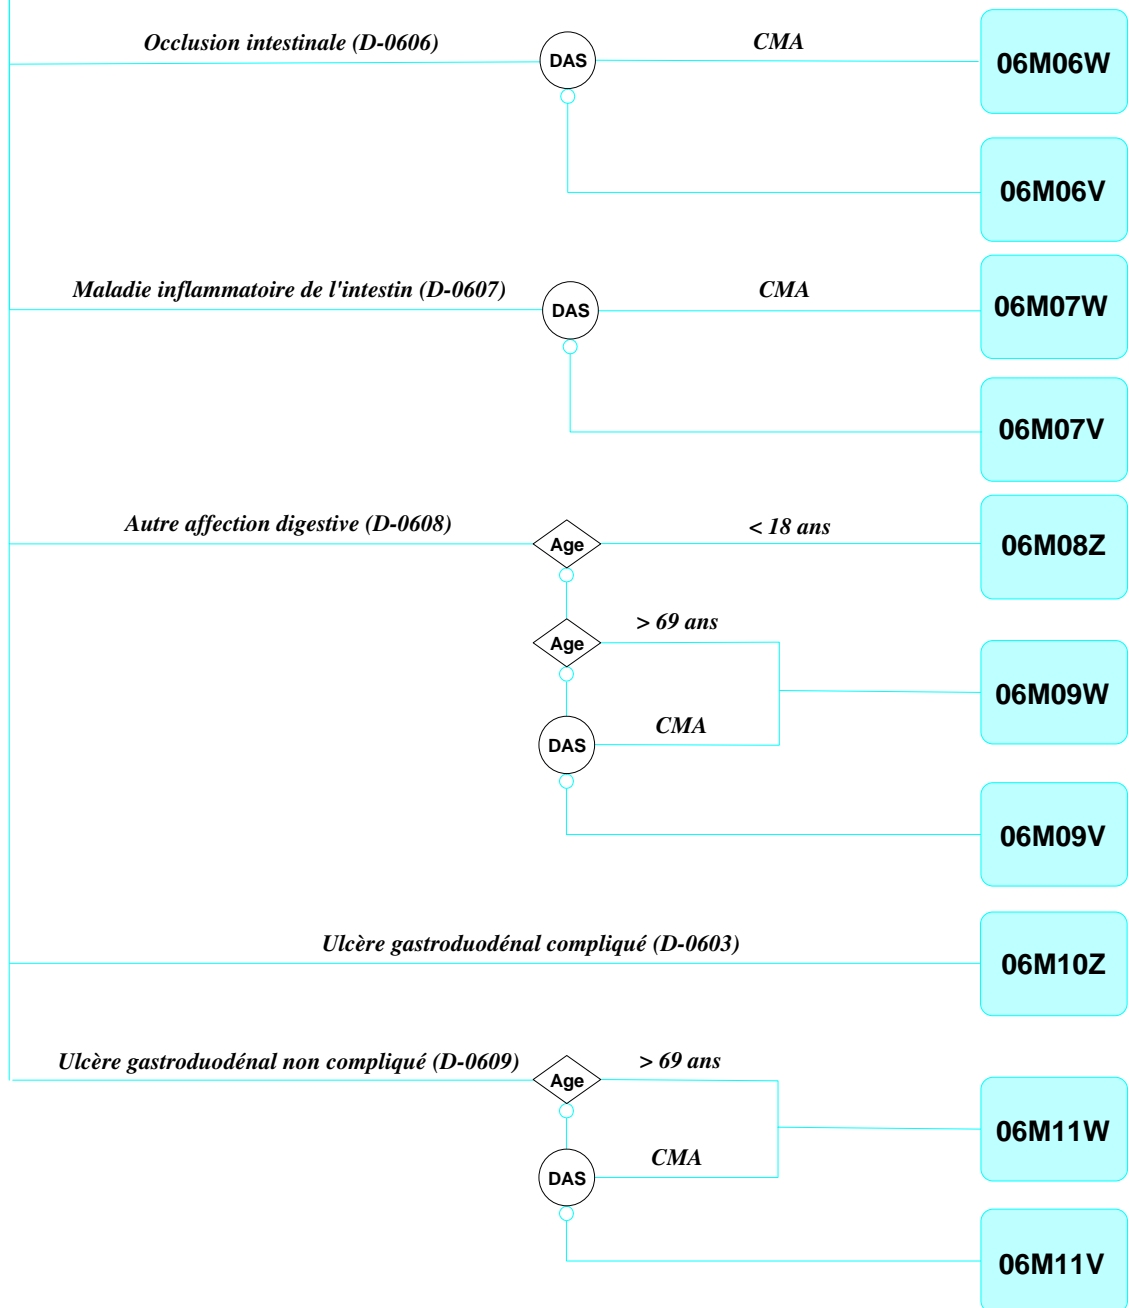 Occlusion intestinale (D-0606)
DAS
CMA
06M06W
06M06V
Maladie inflammatoire de l'intestin (D-0607)
DAS
CMA
06M07W
06M07V
Autre affection digestive (D-0608)
Age
< 18 ans
06M08Z
Age
> 69 ans
06M09W
DAS
CMA
06M09V
Ulcère gastroduodénal compliqué (D-0603)
06M10Z
Ulcère gastroduodénal non compliqué (D-0609)
Age
> 69 ans
06M11W
DAS
CMA
06M11V